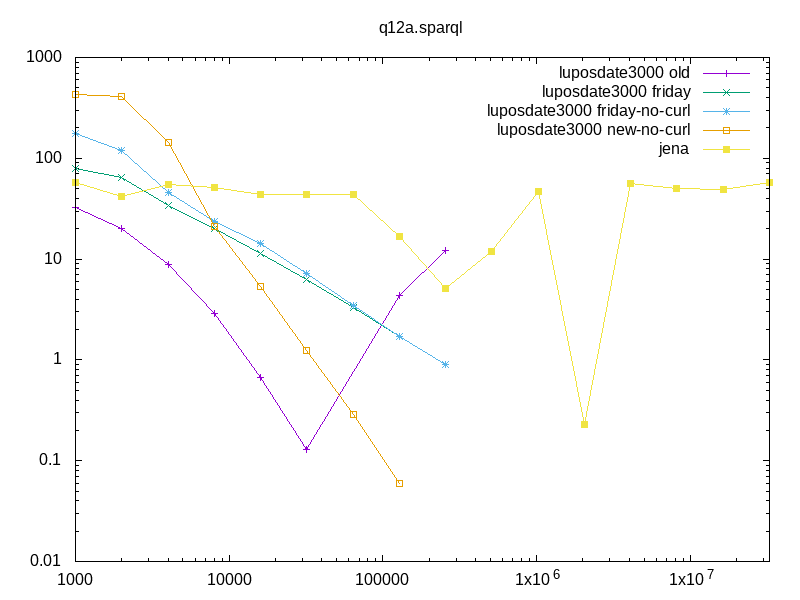 q12a.sparql
1000
100
10
1
0.1
0.01
luposdate3000 old
luposdate3000 friday
luposdate3000 friday-no-curl
luposdate3000 new-no-curl
jena
1000 10000 100000 1x10^6 1x10^7